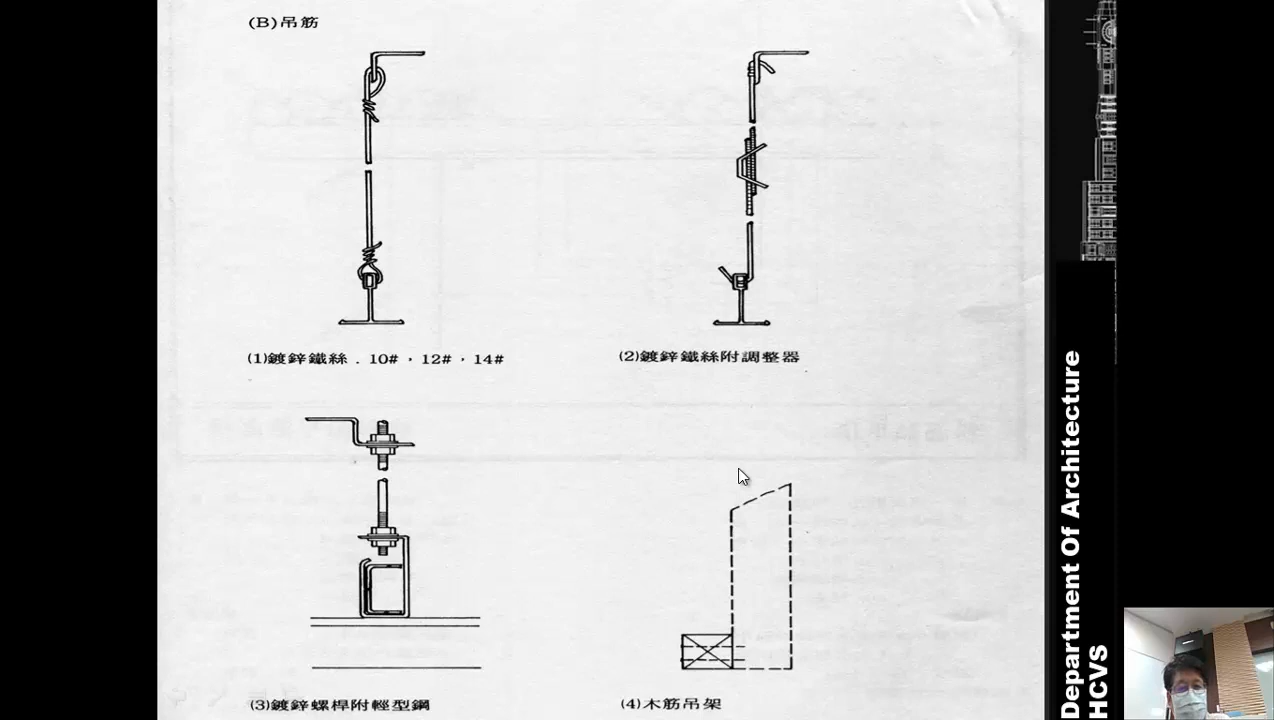 (B)吊筋
(1)鍍鋅鐵絲．10#，12#，14#
(2)鍍鋅鐵絲附調整器
(3)鍍鋅螺桿附輕型鋼
(4)木筋吊架
Department Of Architecture
HCVS